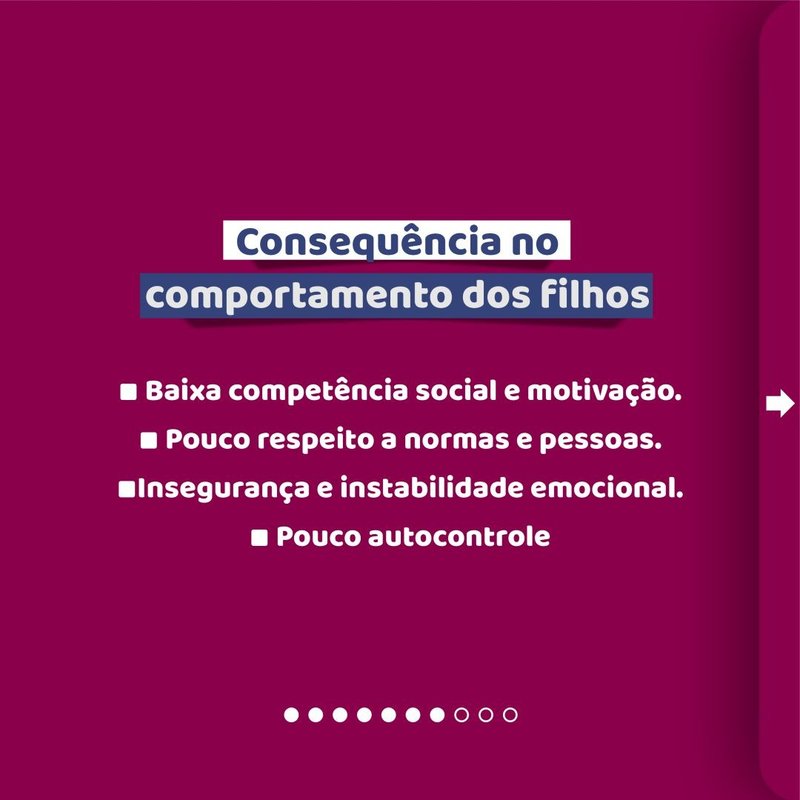 Consequência no
comportamento dos filhos
■ Baixa competência social e motivação.
■ Pouco respeito a normas e pessoas.
■Insegurança e instabilidade emocional.
■ Pouco autocontrole